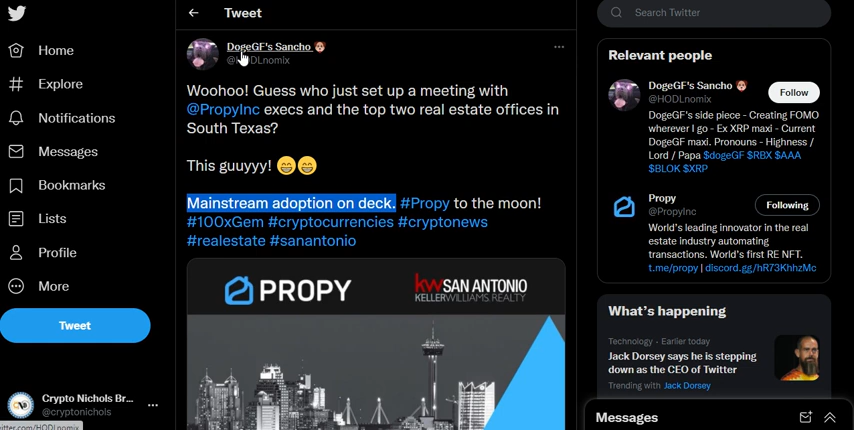 Home
Explore
Notifications
Messages
Bookmarks
Lists
Profile
More
Tweet
Crypto Nichols Br...
@cryptonichols
Tweet
DogeGF's Sancho
DLnomix
Woohoo! Guess who just set up a meeting with
@PropyInc execs and the top two real estate offices in
South Texas?
This guuyyy! 😁😁
Mainstream adoption on deck. #Propy to the moon!
#100xGem #cryptocurrencies #cryptonews
#realestate #sanantonio
PROPY
kw SAN ANTONIO
KELLERWILLIAMS REALTY
Search Twitter
Relevant people
DogeGF's Sancho
@HODLnomix
Follow
DogeGF's side piece - Creating FOMO
wherever I go - Ex XRP maxi - Current
DogeGF maxi. Pronouns - Highness /
Lord / Papa $dogeGF $RBX $AAA
$BLOK $XRP
Propy
@PropyInc
Following
World's leading innovator in the real
estate industry automating
transactions. World's first RE NFT.
t.me/propy | discord.gg/hR73KhhzMc
What's happening
Technology · Earlier today
Jack Dorsey says he is stepping
down as the CEO of Twitter
Trending with Jack Dorsey
Messages